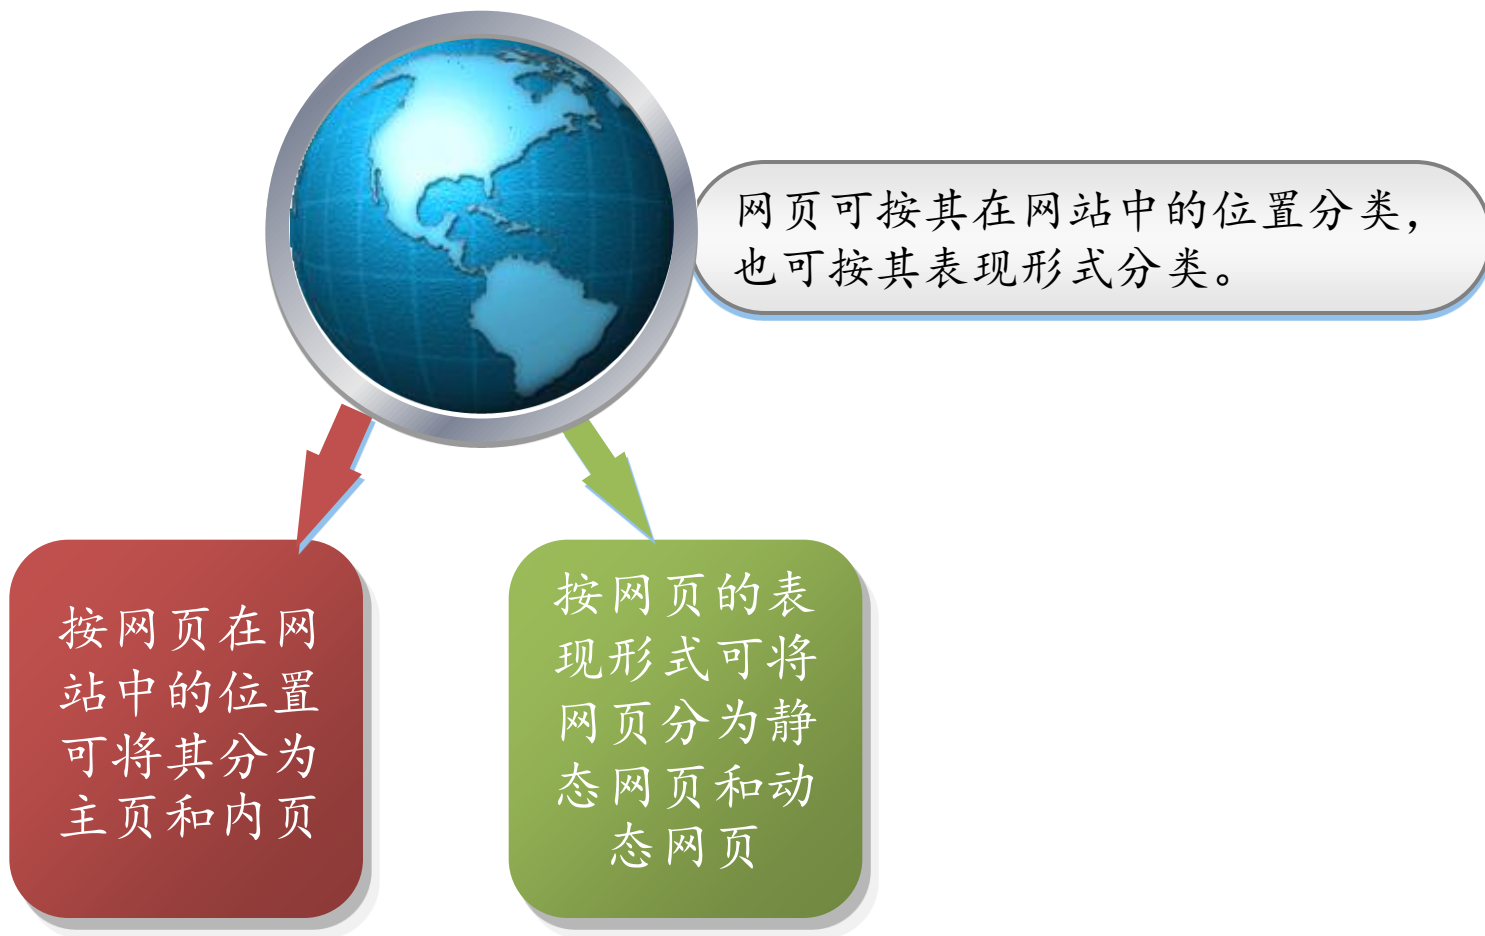 网页可按其在网站中的位置分类，
也可按其表现形式分类。
按网页在网
站中的位置
可将其分为
主页和内页
按网页的表
现形式可将
网页分为静
态网页和动
态网页